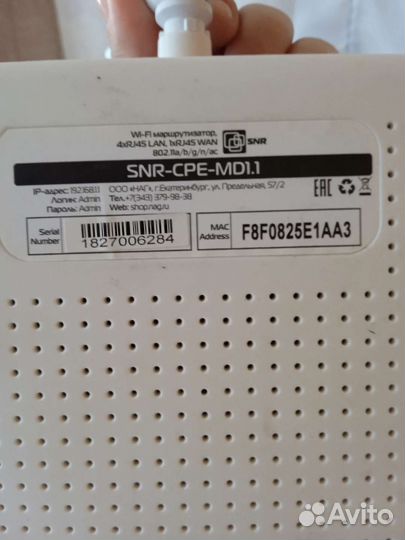 Wi-Fi маршрутизатор,
4xRJ45 LAN, 1xRJ45 WAN
802.11a/b/g/n/ac
SNR
SNR-CPE-MD1.1
IP-адрес: 192.168.1.1 ООО «НАГ», г.Екатеринбург, ул. Предельная, 57/2
Логин: Admin Тел.+7(343) 379-98-38
Пароль: Admin Web: shop.nag.ru
EAC
Serial Number 1827006284
MAC Address F8F0825E1AA3
Avito